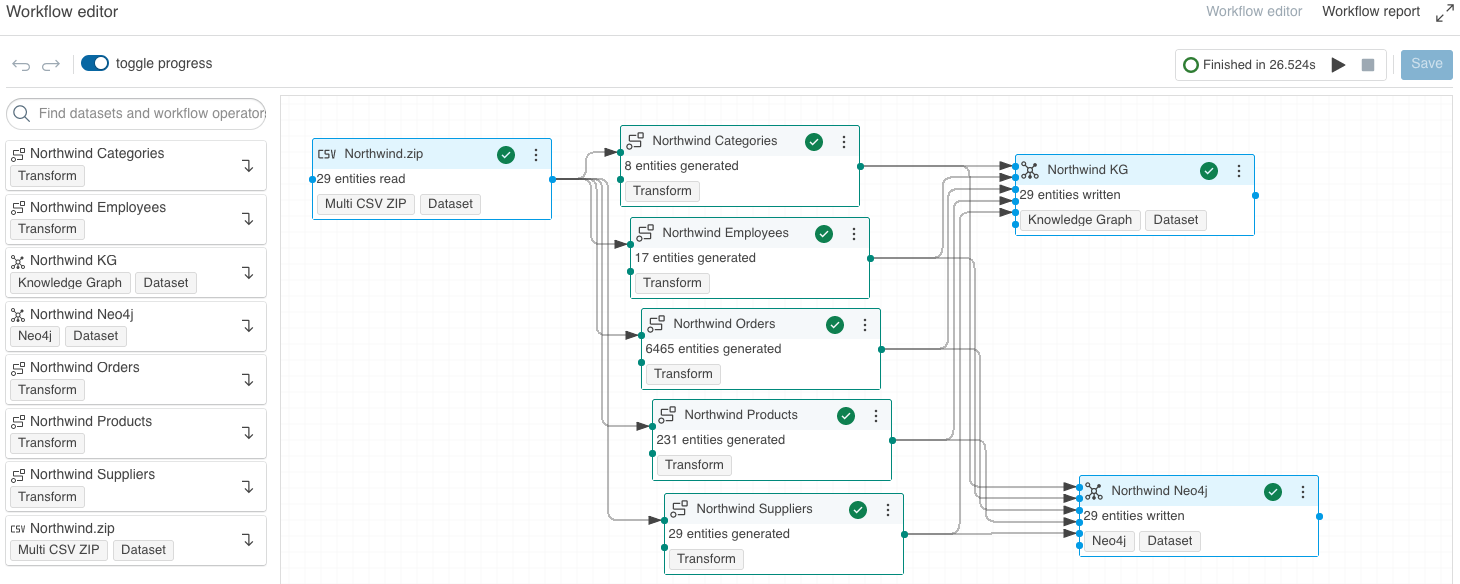 Workflow editor
Workflow editor Workflow report
toggle progress
Finished in 26.524s
Save
Find datasets and workflow operator
Northwind Categories
Transform
Northwind Employees
Transform
Northwind KG
Knowledge Graph Dataset
Northwind Neo4j
Neo4j Dataset
Northwind Orders
Transform
Northwind Products
Transform
Northwind Suppliers
Transform
CSV Northwind.zip
Multi CSV ZIP Dataset
CSV Northwind.zip
29 entities read
Multi CSV ZIP Dataset
Northwind Categories
8 entities generated
Transform
Northwind Employees
17 entities generated
Transform
Northwind Orders
6465 entities generated
Transform
Northwind Products
231 entities generated
Transform
Northwind Suppliers
29 entities generated
Transform
Northwind KG
29 entities written
Knowledge Graph Dataset
Northwind Neo4j
29 entities written
Neo4j Dataset